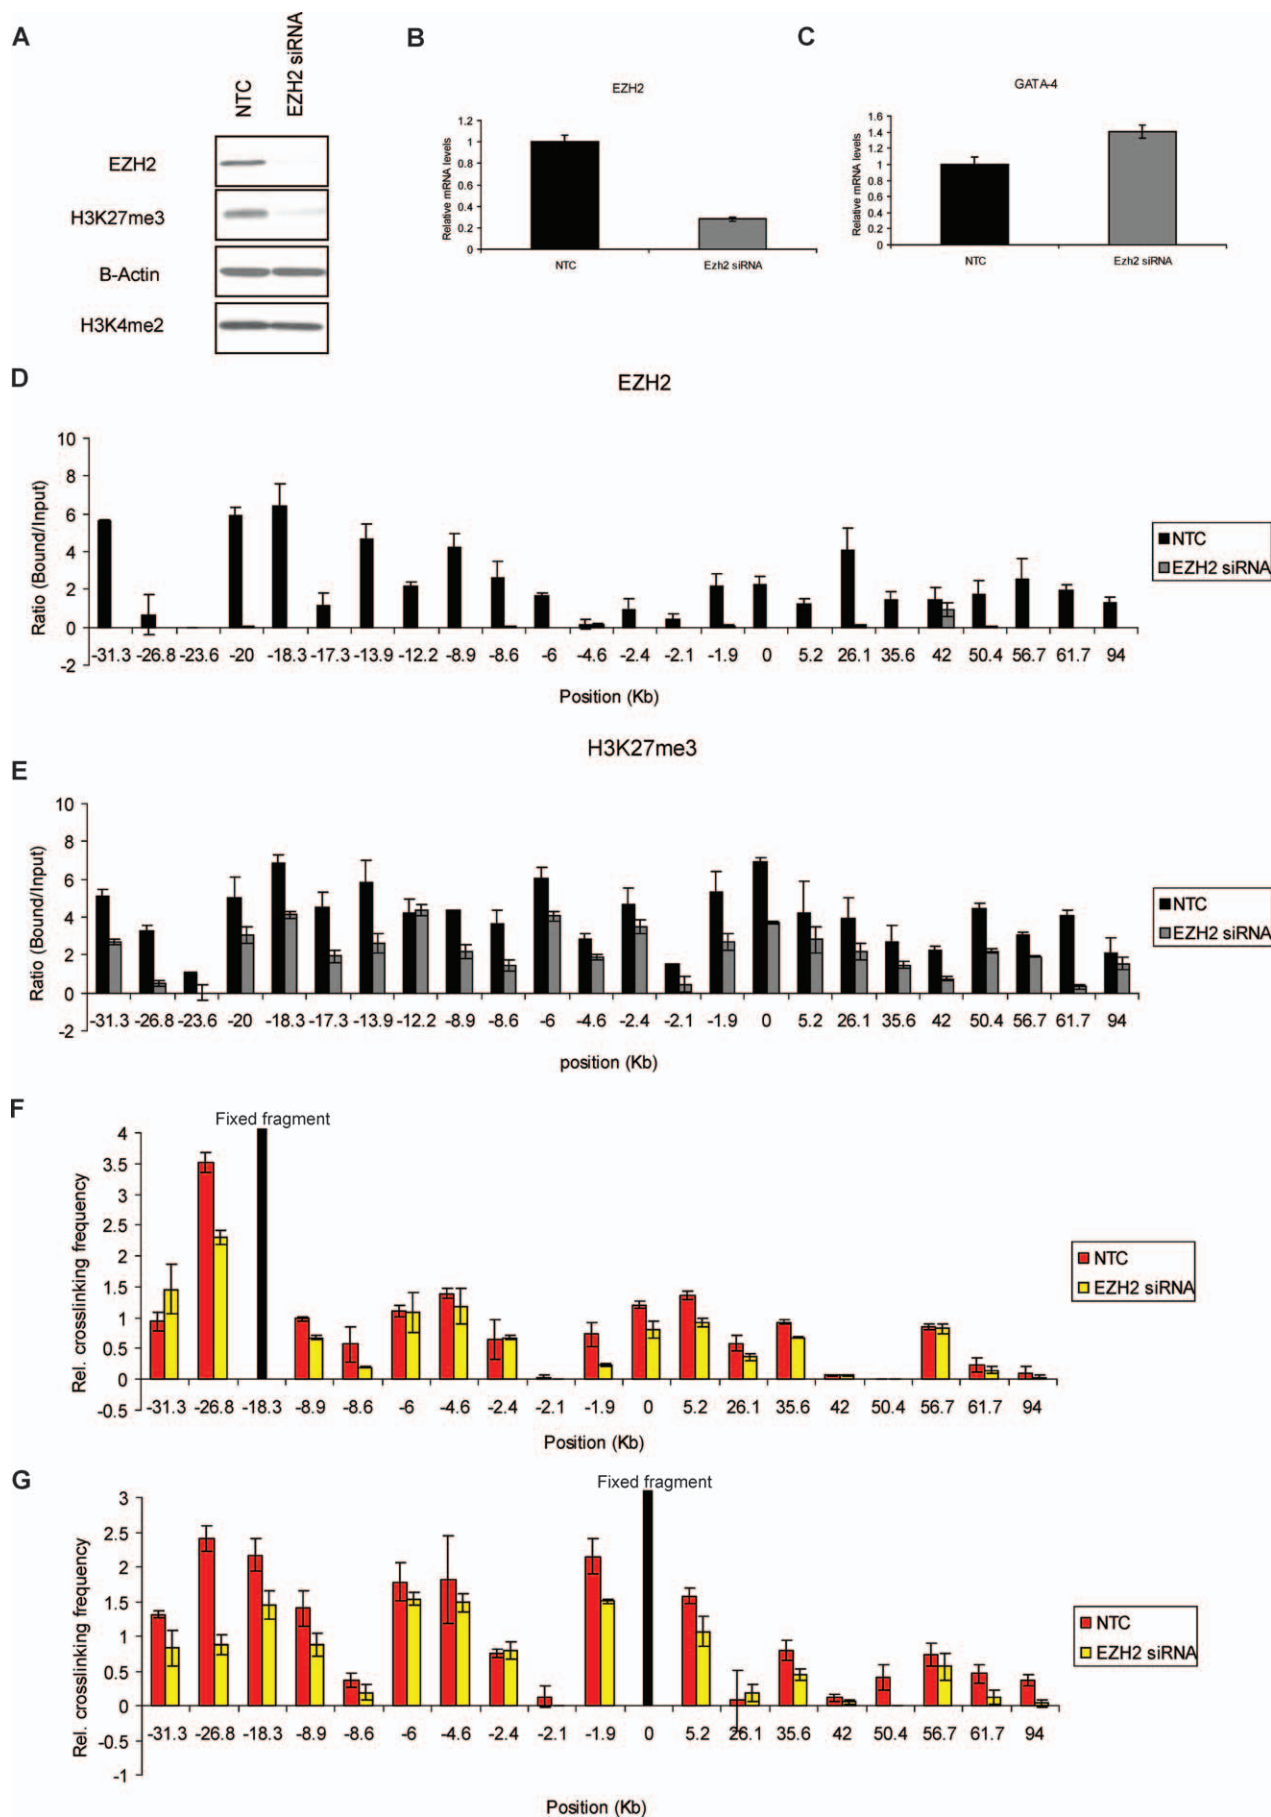 A
NTC
EZH2 siRNA
EZH2
H3K27me3
B-Actin
H3K4me2
B
EZH2
Relative mRNA levels
1.2
1
0.8
0.6
0.4
0.2
0
NTC
Ezh2 siRNA
C
GATA-4
Relative mRNA levels
1.6
1.4
1.2
1
0.8
0.6
0.4
0.2
0
NTC
Ezh2 siRNA
D
EZH2
Ratio (Bound/Input)
10
8
6
4
2
0
-2
-31.3 -26.8 -23.6 -20 -18.3 -17.3 -13.9 -12.2 -8.9 -8.6 -6 -4.6 -2.4 -2.1 -1.9 0 5.2 26.1 35.6 42 50.4 56.7 61.7 94
Position (Kb)
NTC
EZH2 siRNA
H3K27me3
E
Ratio (Bound/Input)
10
8
6
4
2
0
-2
-31.3 -26.8 -23.6 -20 -18.3 -17.3 -13.9 -12.2 -8.9 -8.6 -6 -4.6 -2.4 -2.1 -1.9 0 5.2 26.1 35.6 42 50.4 56.7 61.7 94
position (Kb)
NTC
EZH2 siRNA
F
Fixed fragment
Rel. crosslinking frequency
4
3.5
3
2.5
2
1.5
1
0.5
0
-0.5
-31.3 -26.8 -18.3 -8.9 -8.6 -6 -4.6 -2.4 -2.1 -1.9 0 5.2 26.1 35.6 42 50.4 56.7 61.7 94
Position (Kb)
NTC
EZH2 siRNA
G
Fixed fragment
Rel. crosslinking frequency
3
2.5
2
1.5
1
0.5
0
-0.5
-1
-31.3 -26.8 -18.3 -8.9 -8.6 -6 -4.6 -2.4 -2.1 -1.9 0 5.2 26.1 35.6 42 50.4 56.7 61.7 94
Position (Kb)
NTC
EZH2 siRNA